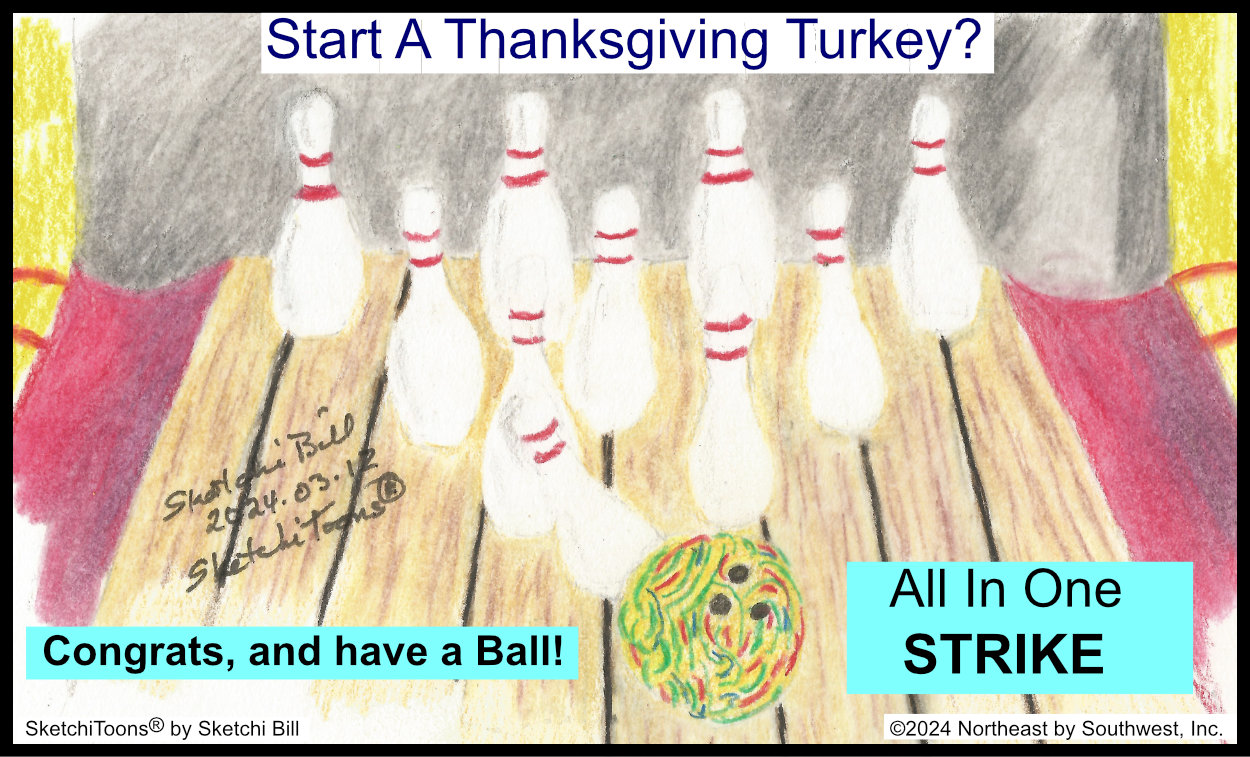 Start A Thanksgiving Turkey?
Sketchi Bill
2024.03.12
SketchiToons®
All In One
STRIKE
Congrats, and have a Ball!
SketchiToons® by Sketchi Bill
©2024 Northeast by Southwest, Inc.